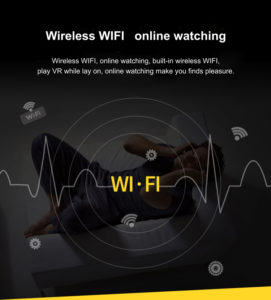 Wireless WIFI online watching
Wireless WIFI, online watching, built-in wireless WIFI,
play VR while lay on, online watching make you finds pleasure.
WiFi
WI·FI